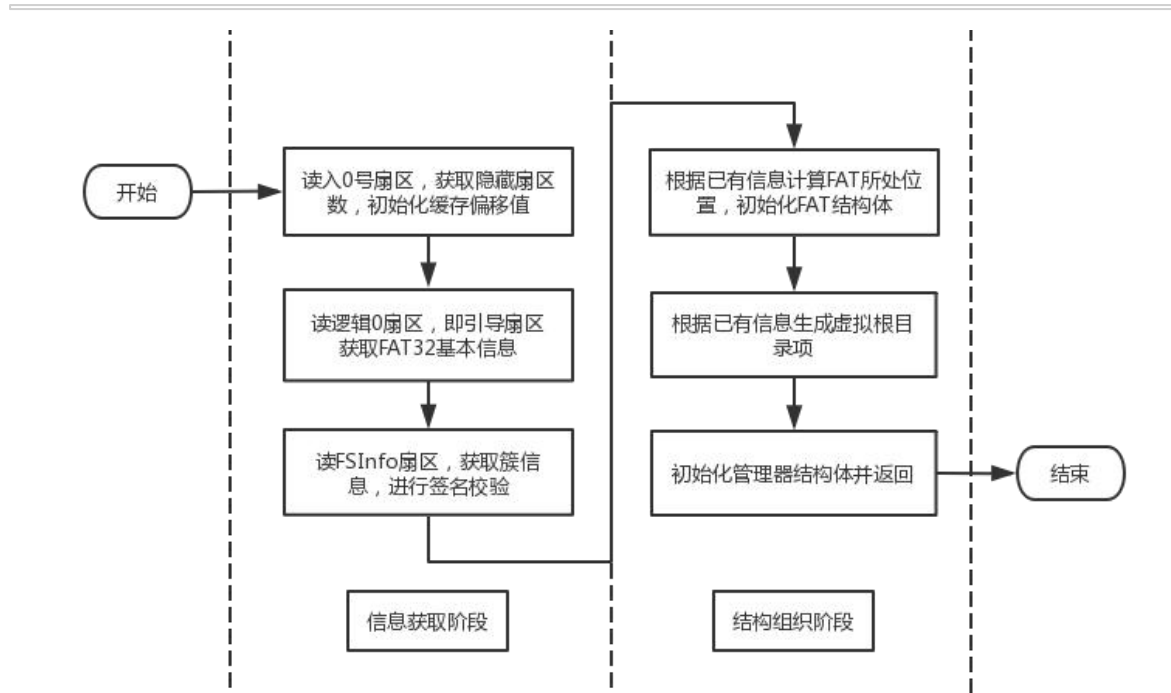 开始
读入0号扇区，获取隐藏扇区
数，初始化缓存偏移值
读逻辑0扇区，即引导扇区
获取FAT32基本信息
读FSInfo扇区，获取簇信
息，进行签名校验
信息获取阶段
根据已有信息计算FAT所处位
置，初始化FAT结构体
根据已有信息生成虚拟根目
录项
初始化管理器结构体并返回
结构组织阶段
结束